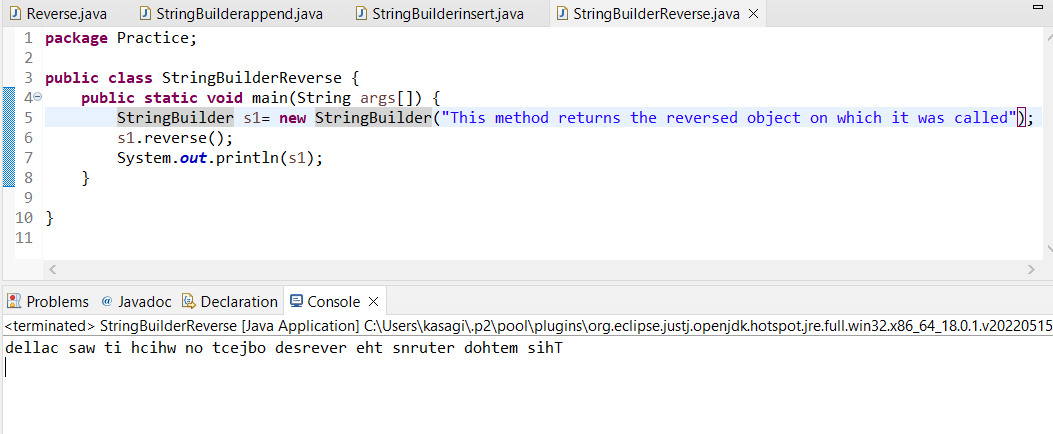 Reverse.java StringBuilderappend.java StringBuilderinsert.java StringBuilderReverse.java
1 package Practice;
2
3 public class StringBuilderReverse {
4 public static void main(String args[]) {
5 StringBuilder s1= new StringBuilder("This method returns the reversed object on which it was called");
6 s1.reverse();
7 System.out.println(s1);
8 }
9
10 }
11
Problems @ Javadoc Declaration Console
<terminated> StringBuilderReverse [Java Application] C:\Users\kasagi\.p2\pool\plugins\org.eclipse.justj.openjdk.hotspot.jre.full.win32.x86_64_18.0.1.v20220515
dellac saw ti hcihw no tcejbo desrever eht snruter dohtem sihT